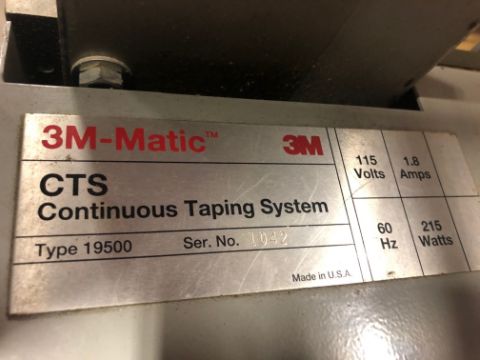 3M-Matic™ 3M
CTS
Continuous Taping System
Type 19500 Ser. No. 1042
Made in U.S.A.
115 Volts
1.8 Amps
60 Hz
215 Watts